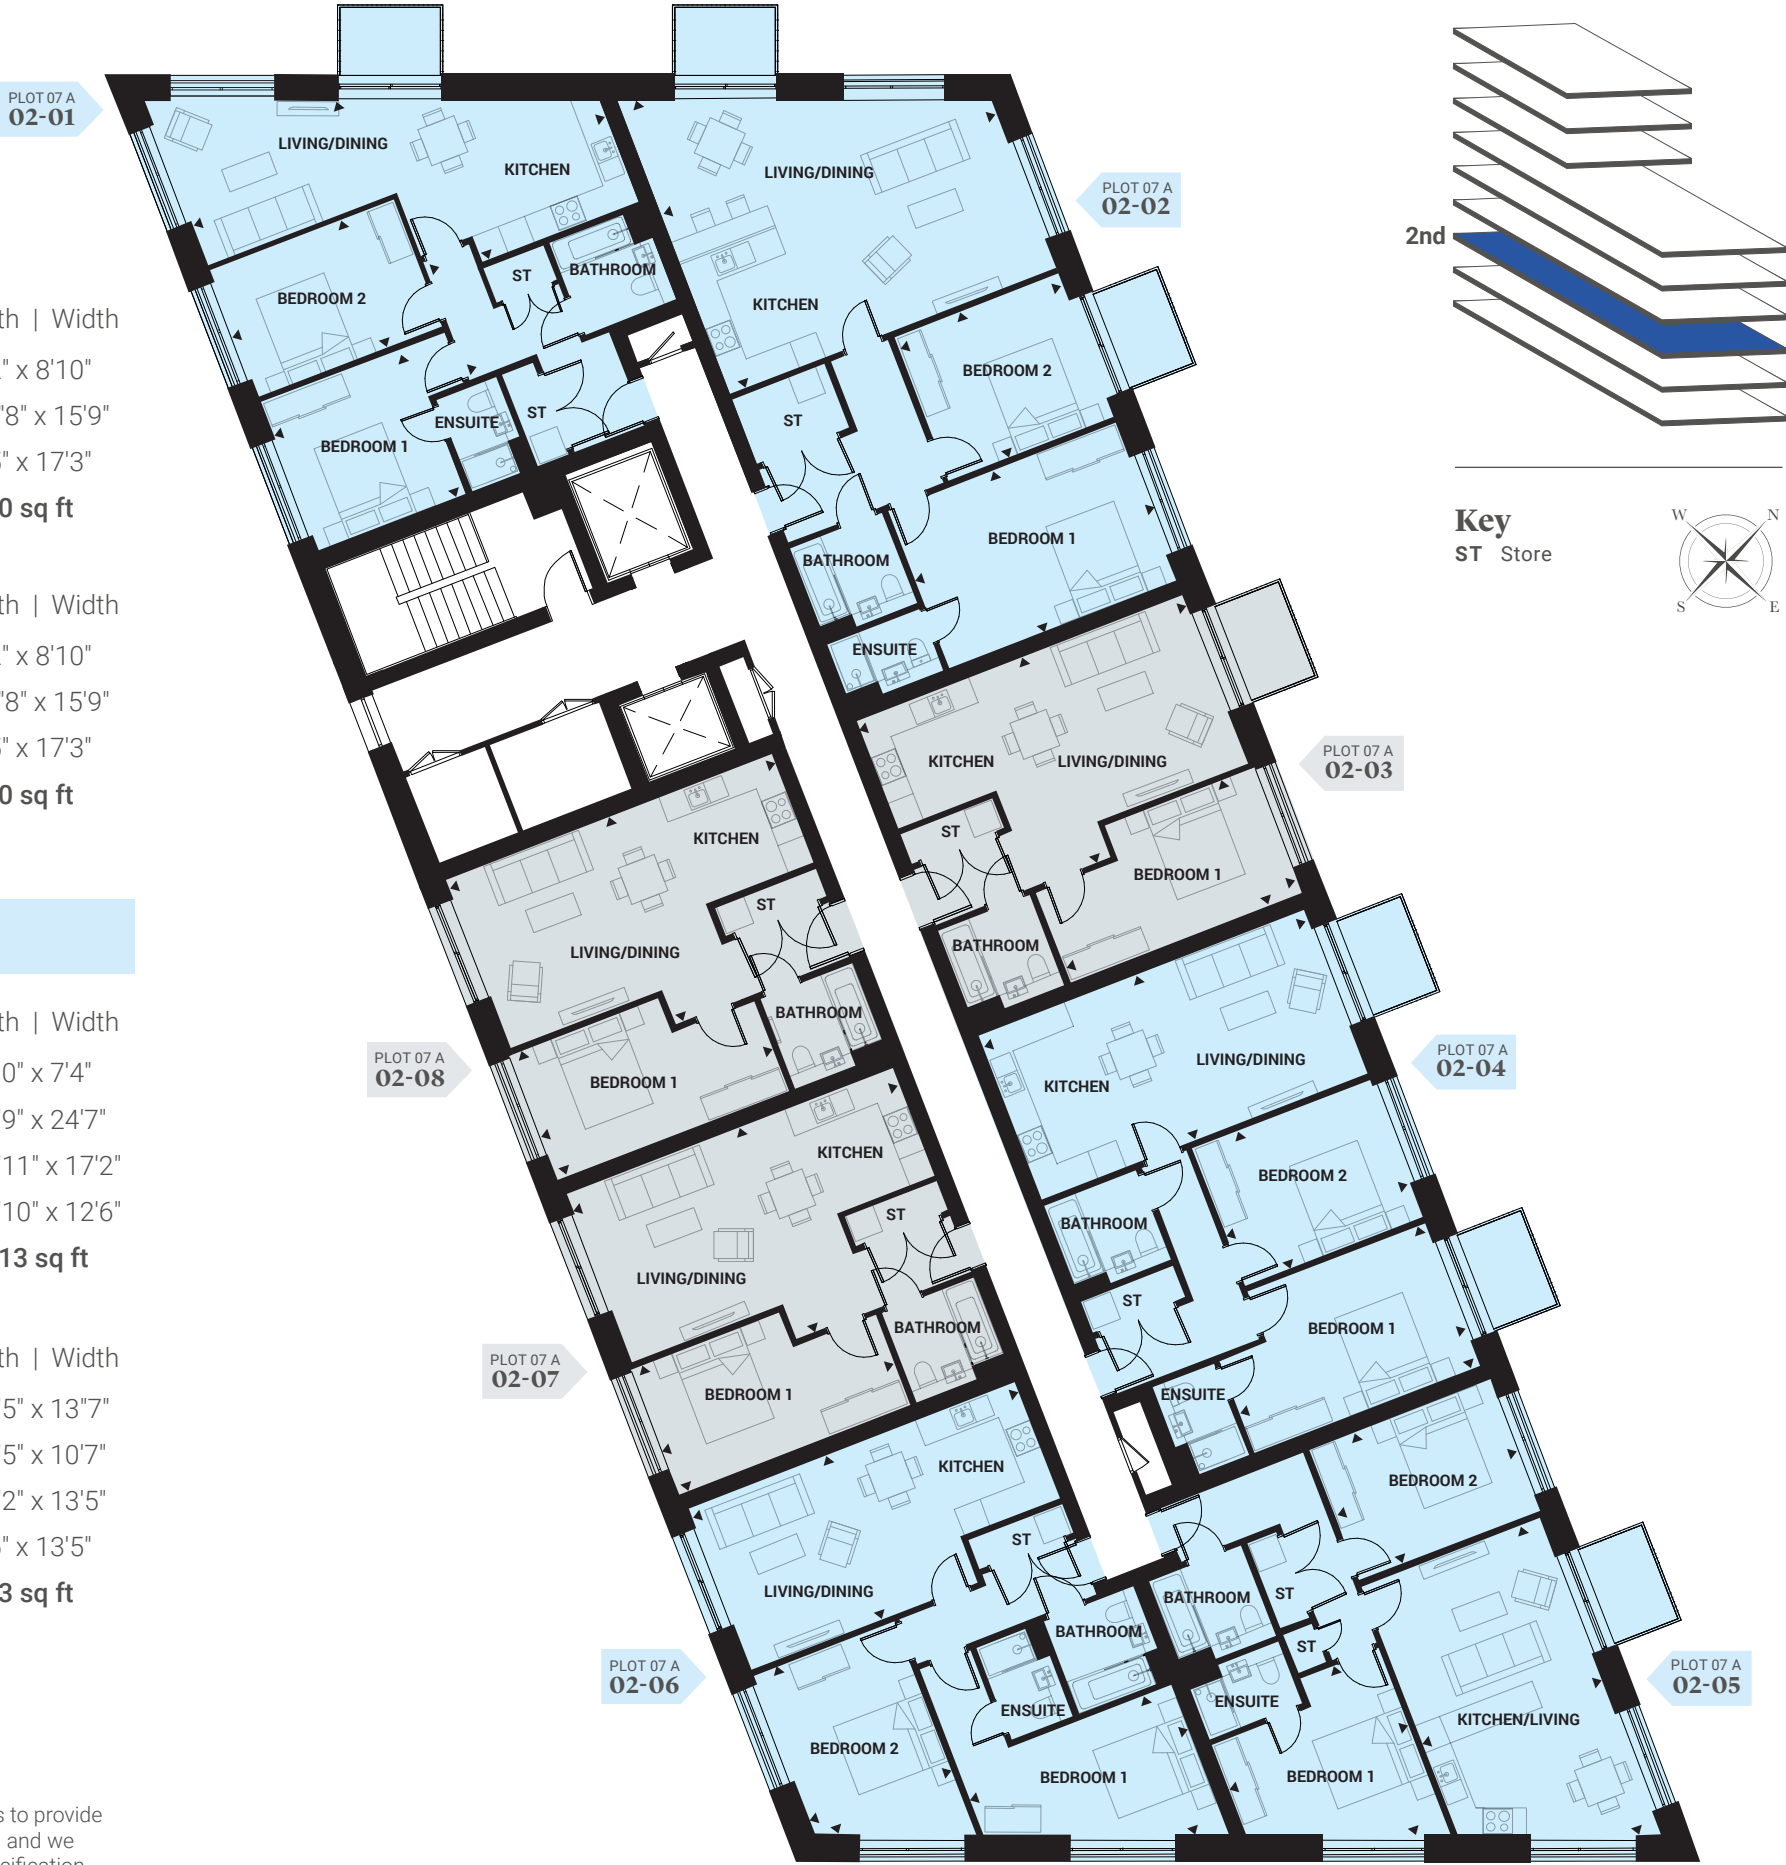 PLOT 07 A
02-01
LIVING/DINING
KITCHEN
BEDROOM 2
ST
BATHROOM
BEDROOM 1
ENSUITE
ST
LIVING/DINING
KITCHEN
PLOT 07 A
02-02
BEDROOM 2
ST
BEDROOM 1
BATHROOM
ENSUITE
2nd
Key
ST Store
W
N
S
E
KITCHEN
LIVING/DINING
PLOT 07 A
02-03
ST
BEDROOM 1
BATHROOM
KITCHEN
ST
LIVING/DINING
BATHROOM
BEDROOM 1
PLOT 07 A
02-08
LIVING/DINING
KITCHEN
PLOT 07 A
02-04
BEDROOM 2
BATHROOM
ST
BEDROOM 1
ENSUITE
KITCHEN
ST
LIVING/DINING
BATHROOM
BEDROOM 1
PLOT 07 A
02-07
KITCHEN
ST
LIVING/DINING
BATHROOM
ENSUITE
BEDROOM 2
BEDROOM 1
PLOT 07 A
02-06
BEDROOM 2
BATHROOM
ST
ST
ENSUITE
KITCHEN/LIVING
BEDROOM 1
PLOT 07 A
02-05
th | Width
" x 8'10"
'8" x 15'9"
" x 17'3"
0 sq ft
th | Width
" x 8'10"
'8" x 15'9"
" x 17'3"
0 sq ft
th | Width
0" x 7'4"
'9" x 24'7"
'11" x 17'2"
'10" x 12'6"
13 sq ft
th | Width
'5" x 13'7"
'5" x 10'7"
'2" x 13'5"
" x 13'5"
3 sq ft
s to provide
and we